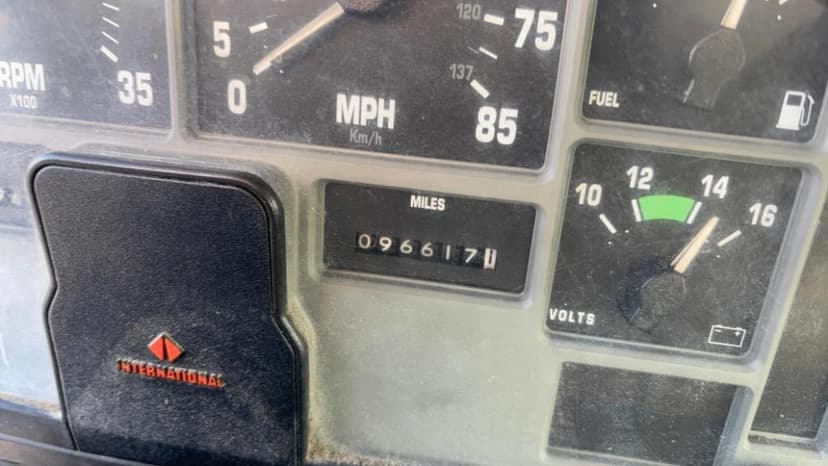 RPM
X100
35
5
0
MPH
Km/h
120
75
137
85
FUEL
MILES
096617
10
12
14
16
VOLTS
INTERNATIONAL